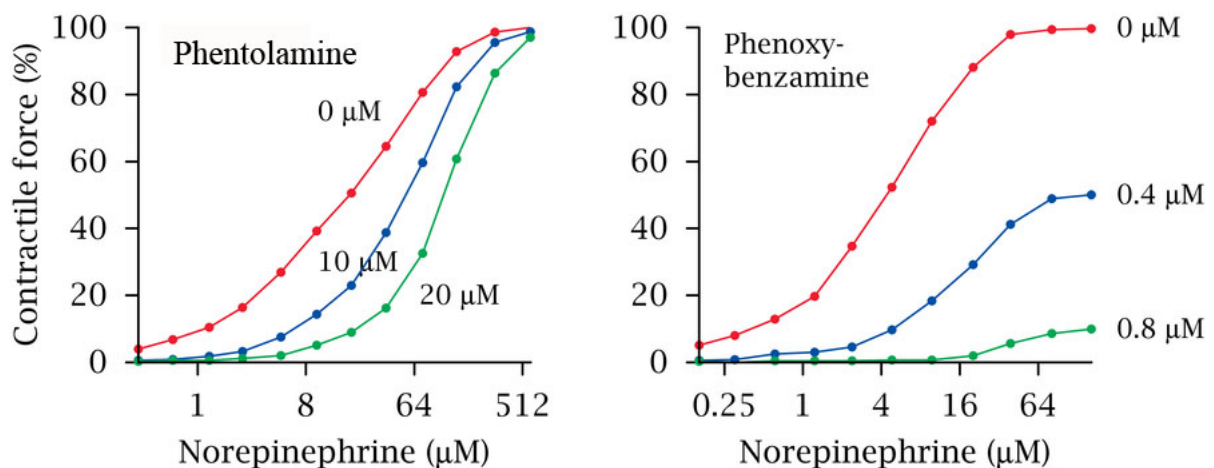 Contractile force (%)
100
80
60
40
20
0
Phentolamine
0 μM
10 μM
20 μM
1 8 64 512
Norepinephrine (μM)
100
80
60
40
20
0
Phenoxy-
benzamine
0 μM
0.4 μM
0.8 μM
0.25 1 4 16 64
Norepinephrine (μM)